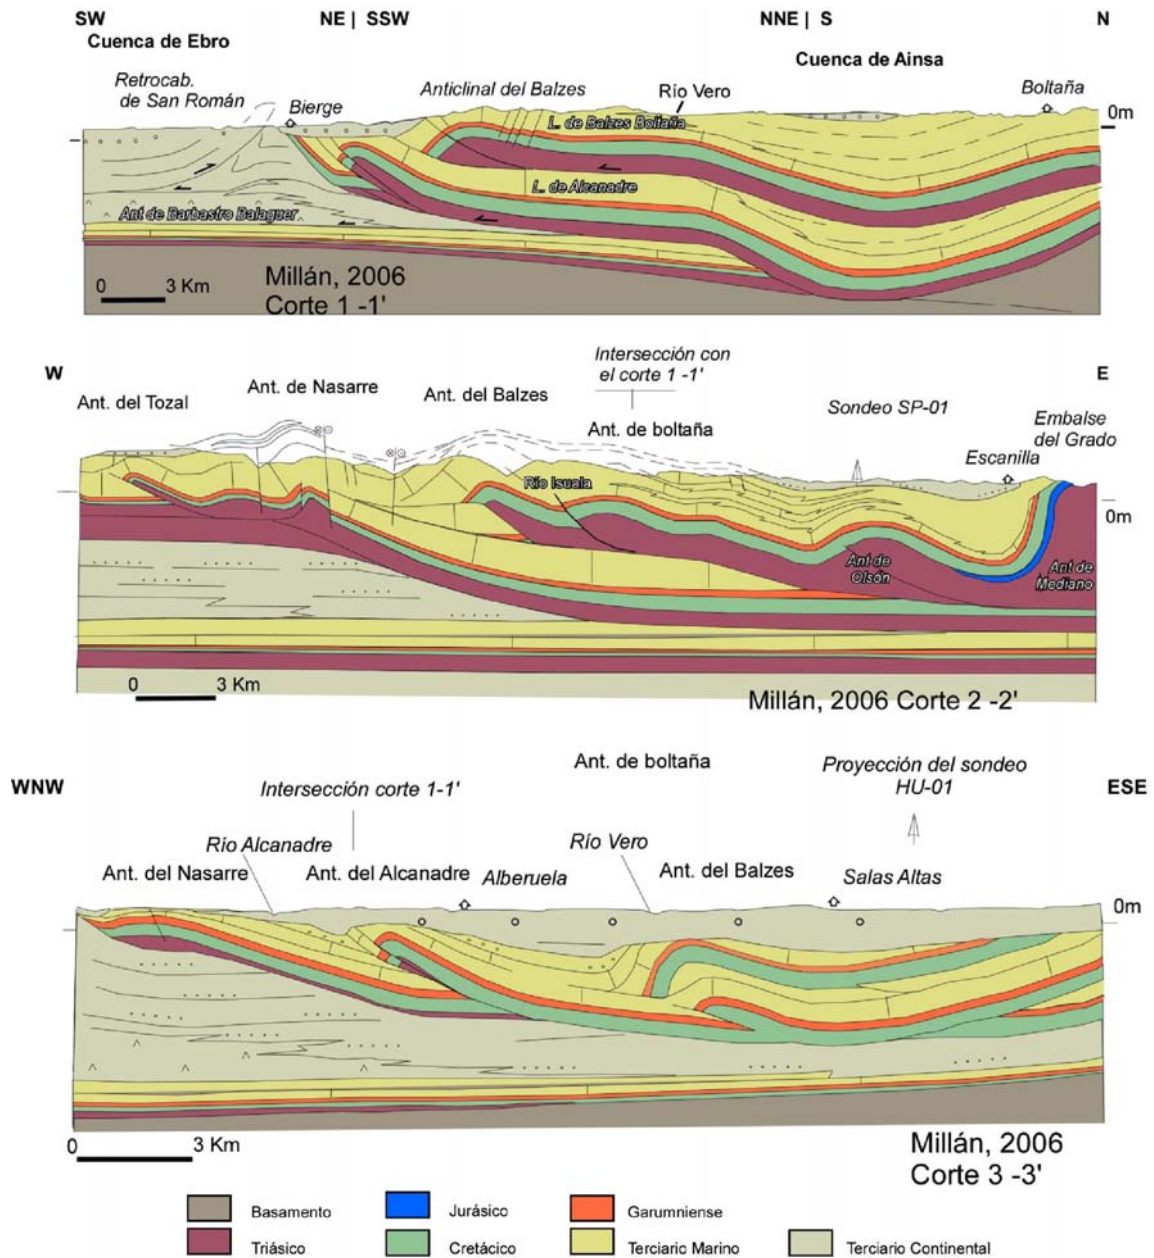 SW
NE | SSW
NNE | S
N
Cuenca de Ebro
Cuenca de Ainsa
Retrocab.
de San Román
Bierge
Anticlinal del Balzes
Río Vero
Boltaña
0m
L. de Balzes Boltaña
L. de Alcanadre
Ant de Barbastro Balaguer
0
3 Km
Millán, 2006
Corte 1 -1'
W
E
Ant. del Tozal
Ant. de Nasarre
Ant. del Balzes
Intersección con
el corte 1 -1'
Ant. de boltaña
Sondeo SP-01
Embalse
del Grado
Escanilla
Río Isuala
0m
Ant de
Olsón
Ant de
Mediano
0
3 Km
Millán, 2006 Corte 2 -2'
WNW
ESE
Ant. de boltaña
Proyección del sondeo
HU-01
Intersección corte 1-1'
Río Alcanadre
Río Vero
Ant. del Nasarre
Ant. del Alcanadre
Alberuela
Ant. del Balzes
Salas Altas
0m
0
3 Km
Millán, 2006
Corte 3 -3'
Basamento
Jurásico
Garumniense
Triásico
Cretácico
Terciario Marino
Terciario Continental